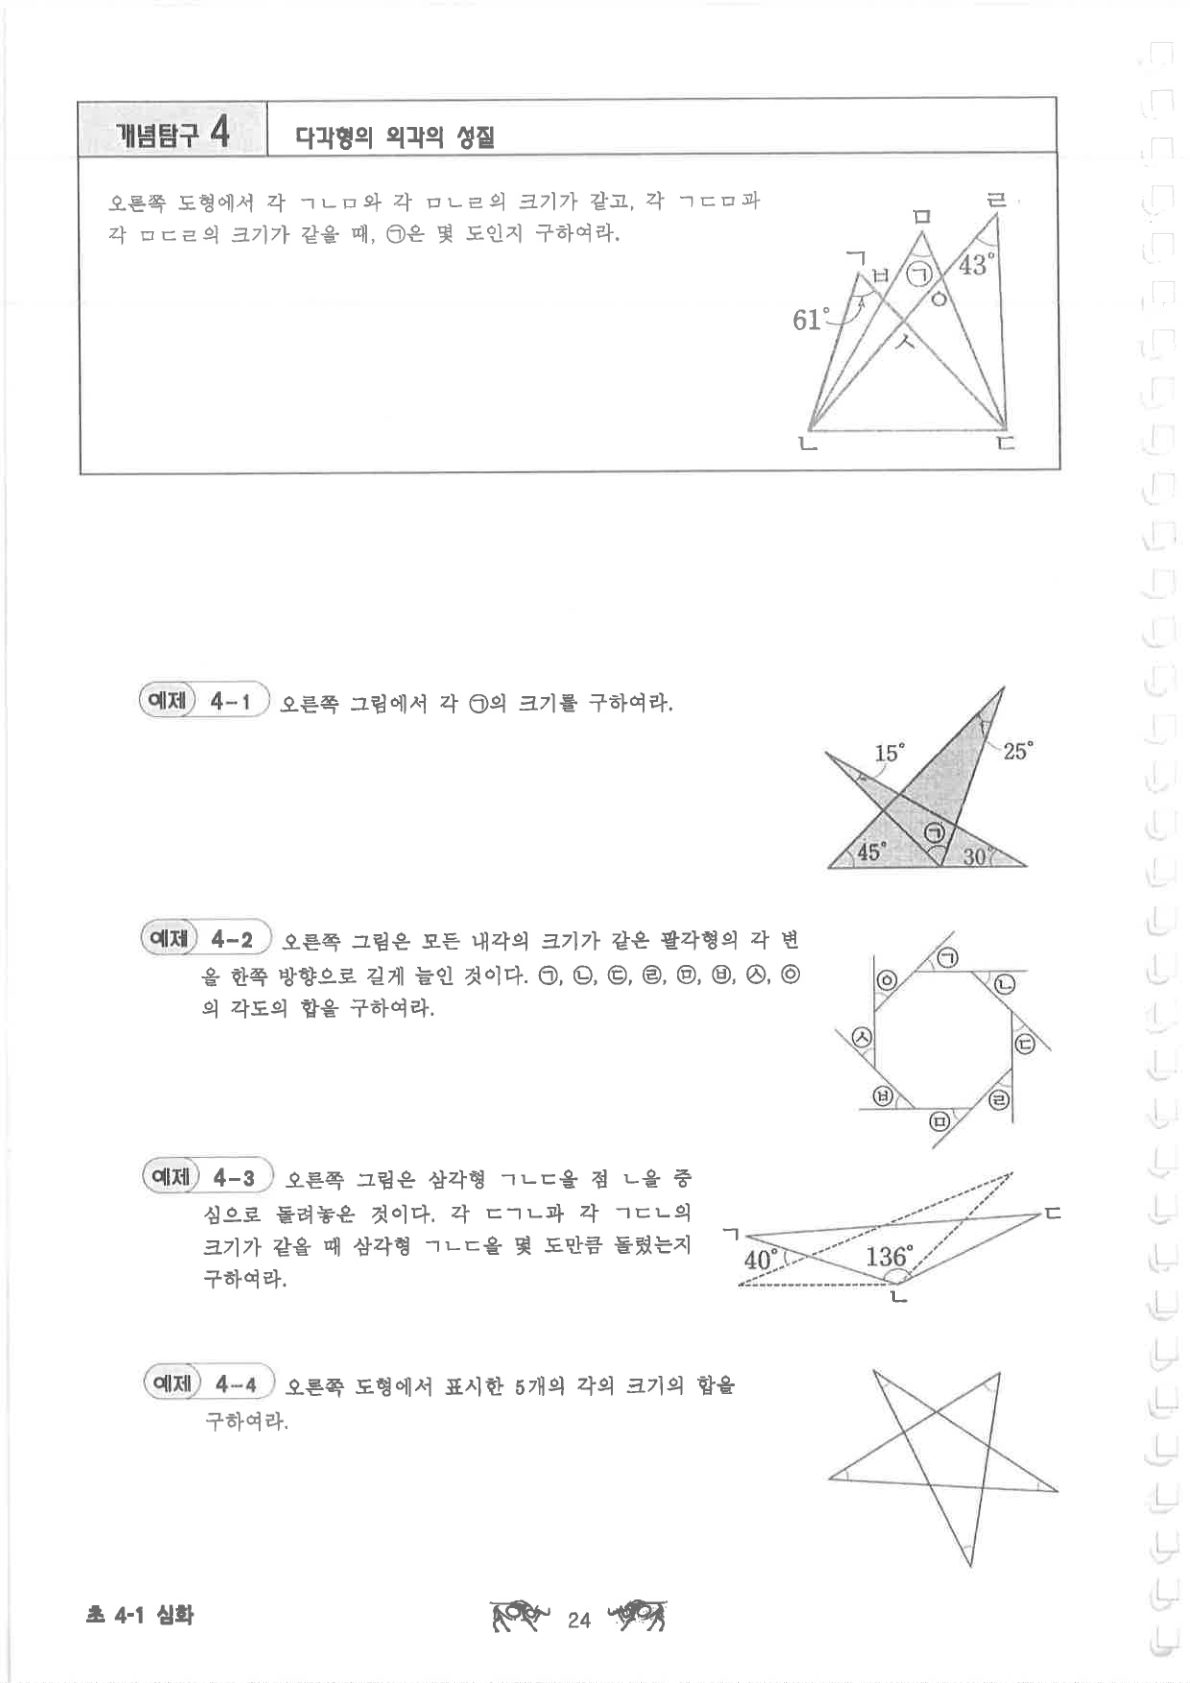 개념탐구 4 다각형의 외각의 성질
오른쪽 도형에서 각 ㄱㄴㅁ와 각 ㅁㄴㄹ의 크기가 같고, 각 ㄱㄷㅁ과
각 ㅁㄷㄹ의 크기가 같을 때, ㉠은 몇 도인지 구하여라.
ㄹ
ㅁ
ㄱ
ㅂ
㉠
43°
ㅇ
61°
ㅅ
ㄴ
ㄷ
예제 4-1 오른쪽 그림에서 각 ㉠의 크기를 구하여라.
15°
25°
㉠
45°
30°
예제 4-2 오른쪽 그림은 모든 내각의 크기가 같은 팔각형의 각 변
을 한쪽 방향으로 길게 늘인 것이다. ㉠, ㉡, ㉢, ㉣, ㉤, ㉥, ㉦, ㉧
의 각도의 합을 구하여라.
㉠
㉧
㉡
㉦
㉢
㉥
㉣
㉤
예제 4-3 오른쪽 그림은 삼각형 ㄱㄴㄷ을 점 ㄴ을 중
심으로 돌려놓은 것이다. 각 ㄷㄱㄴ과 각 ㄱㄷㄴ의
크기가 같을 때 삼각형 ㄱㄴㄷ을 몇 도만큼 돌렸는지
구하여라.
ㄷ
ㄱ
40°
136°
ㄴ
예제 4-4 오른쪽 도형에서 표시한 5개의 각의 크기의 합을
구하여라.
초 4-1 심화
24